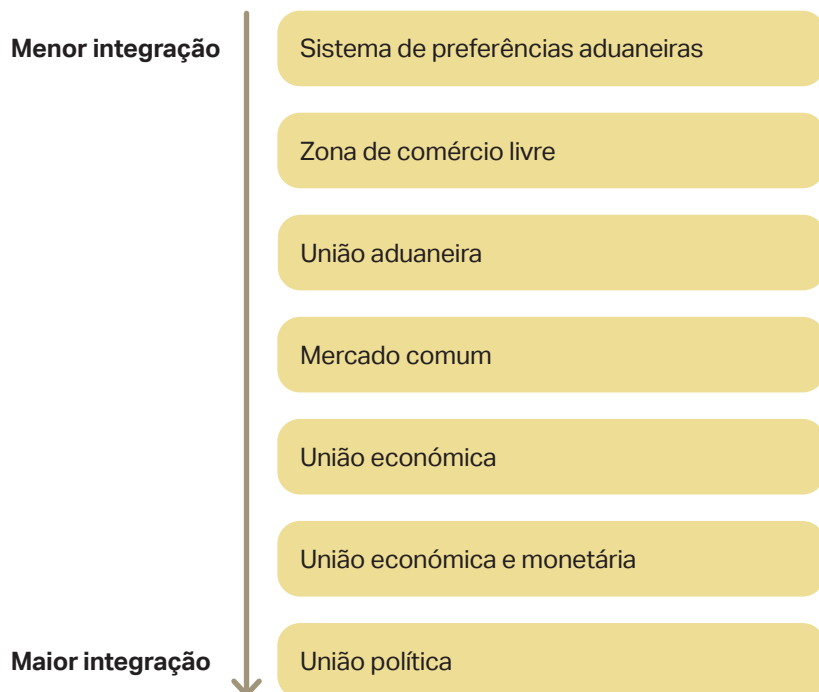 Menor integração
Sistema de preferências aduaneiras
Zona de comércio livre
União aduaneira
Mercado comum
União económica
União económica e monetária
Maior integração
União política